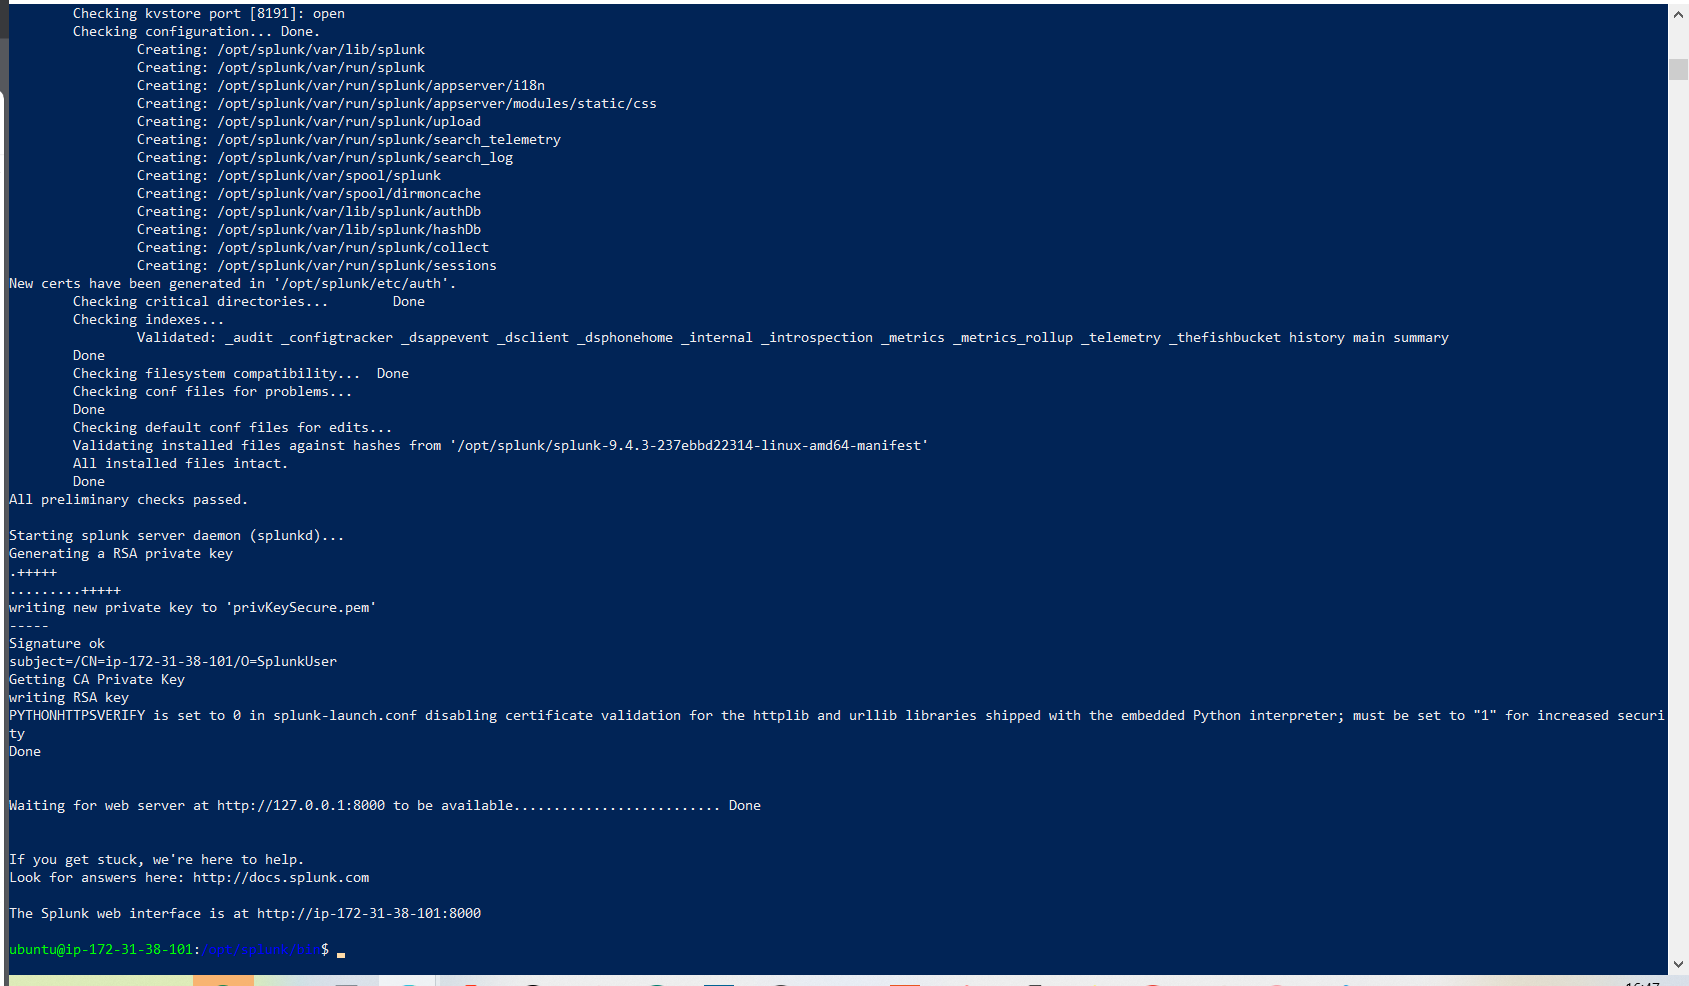 Checking kvstore port [8191]: open
Checking configuration... Done.
Creating: /opt/splunk/var/lib/splunk
Creating: /opt/splunk/var/run/splunk
Creating: /opt/splunk/var/run/splunk/appserver/i18n
Creating: /opt/splunk/var/run/splunk/appserver/modules/static/css
Creating: /opt/splunk/var/run/splunk/upload
Creating: /opt/splunk/var/run/splunk/search_telemetry
Creating: /opt/splunk/var/run/splunk/search_log
Creating: /opt/splunk/var/spool/splunk
Creating: /opt/splunk/var/spool/dirmoncache
Creating: /opt/splunk/var/lib/splunk/authDb
Creating: /opt/splunk/var/lib/splunk/hashDb
Creating: /opt/splunk/var/run/splunk/collect
Creating: /opt/splunk/var/run/splunk/sessions
New certs have been generated in '/opt/splunk/etc/auth'.
Checking critical directories... Done
Checking indexes...
Validated: _audit _configtracker _dsappevent _dsclient _dsphonehome _internal _introspection _metrics _metrics_rollup _telemetry _thefishbucket history main summary
Done
Checking filesystem compatibility... Done
Checking conf files for problems...
Done
Checking default conf files for edits...
Validating installed files against hashes from '/opt/splunk/splunk-9.4.3-237ebbd22314-linux-amd64-manifest'
All installed files intact.
Done
All preliminary checks passed.
Starting splunk server daemon (splunkd)...
Generating a RSA private key
.+++++
.........+++++
writing new private key to 'privKeySecure.pem'
-----
Signature ok
subject=/CN=ip-172-31-38-101/O=SplunkUser
Getting CA Private Key
writing RSA key
PYTHONHTTPSVERIFY is set to 0 in splunk-launch.conf disabling certificate validation for the httplib and urllib libraries shipped with the embedded Python interpreter; must be set to "1" for increased securi
ty
Done
Waiting for web server at http://127.0.0.1:8000 to be available.......................... Done
If you get stuck, we're here to help.
Look for answers here: http://docs.splunk.com
The Splunk web interface is at http://ip-172-31-38-101:8000
ubuntu@ip-172-31-38-101:/opt/splunk/bin$